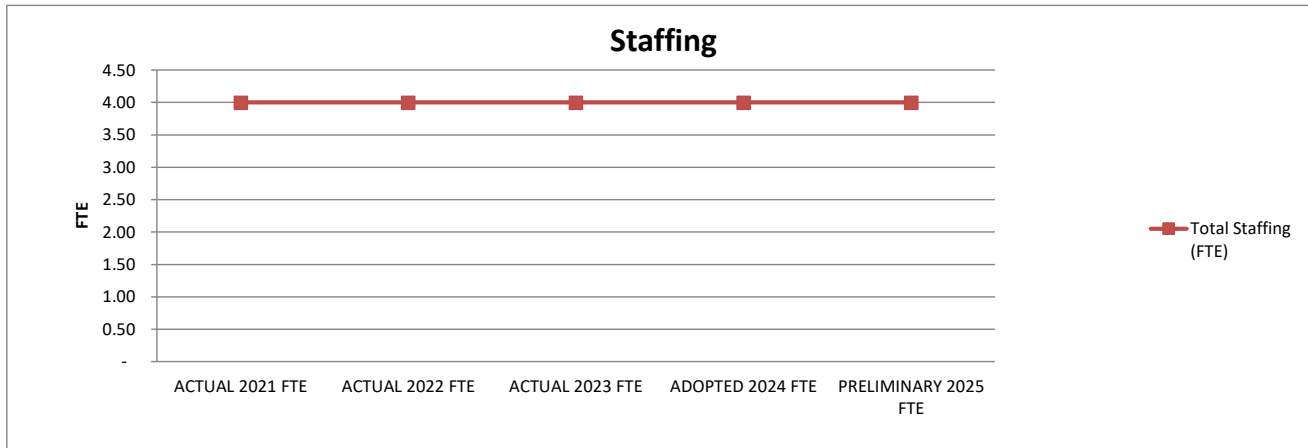 Staffing
4.50
4.00
3.50
3.00
2.50
2.00
1.50
1.00
0.50
-
FTE
ACTUAL 2021 FTE
ACTUAL 2022 FTE
ACTUAL 2023 FTE
ADOPTED 2024 FTE
PRELIMINARY 2025
FTE
Total Staffing
(FTE)